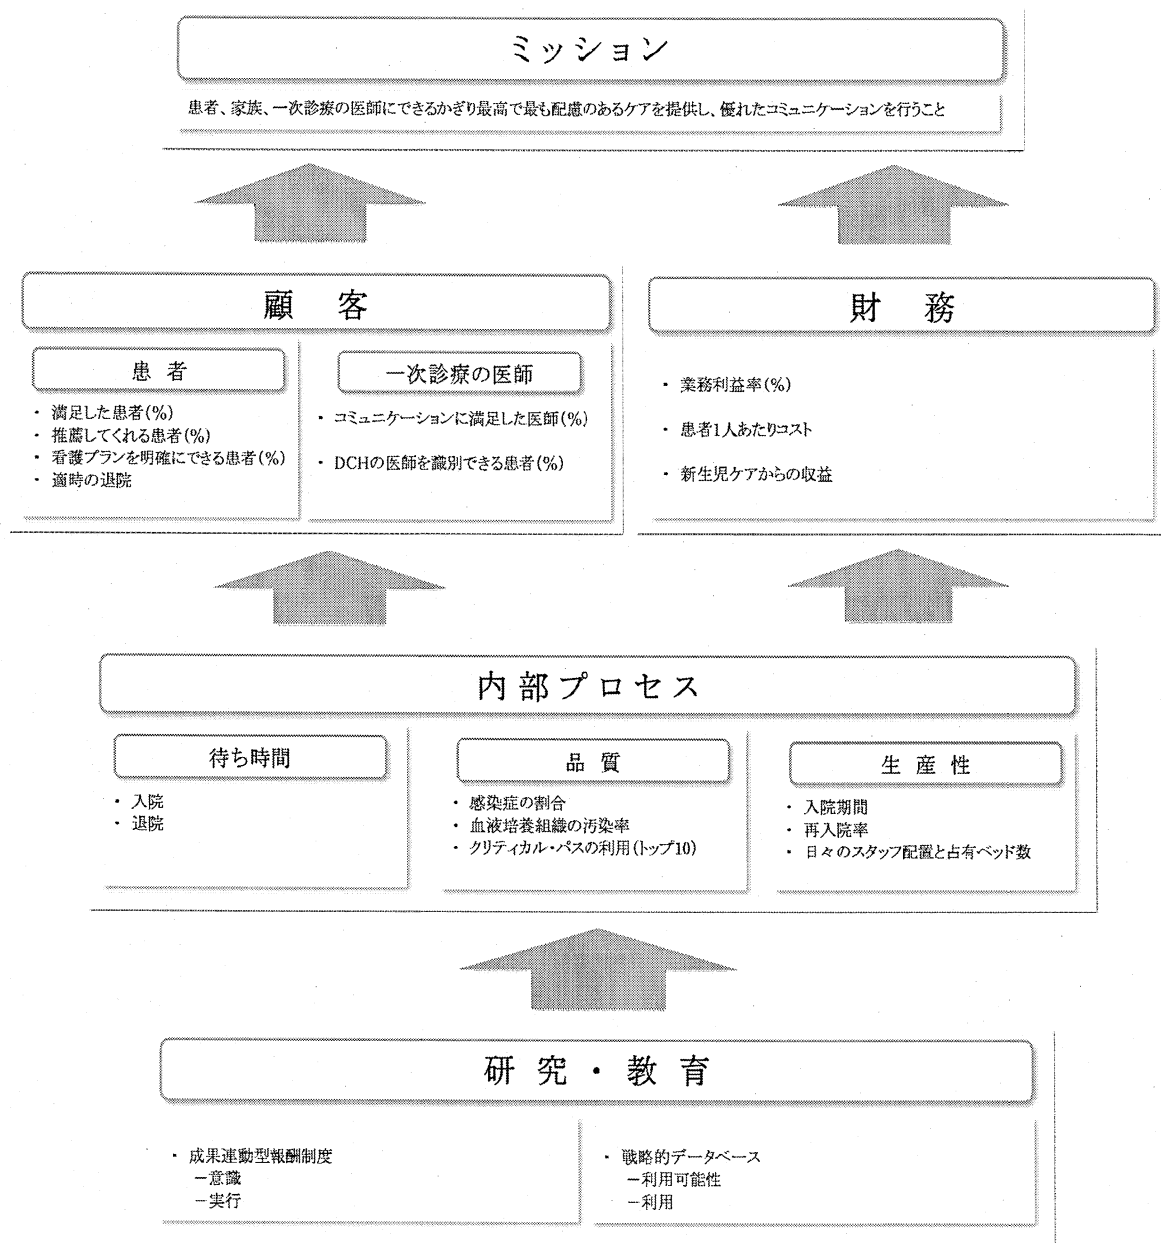 ミッション
患者、家族、一次診療の医師にできるかぎり最高で最も配慮のあるケアを提供し、優れたコミュニケーションを行うこと
顧 客
患 者
・ 満足した患者(%)
・ 推薦してくれる患者(%)
・ 看護プランを明確にできる患者(%)
・ 適時の退院
一次診療の医師
・ コミュニケーションに満足した医師(%)
・ DCHの医師を識別できる患者(%)
財 務
・ 業務利益率(%)
・ 患者1人あたりコスト
・ 新生児ケアからの収益
内部プロセス
待ち時間
・ 入院
・ 退院
品 質
・ 感染症の割合
・ 血液培養組織の汚染率
・ クリティカル・パスの利用(トップ10)
生 産 性
・ 入院期間
・ 再入院率
・ 日々のスタッフ配置と占有ベッド数
研 究 ・ 教 育
・ 成果連動型報酬制度
－意識
－実行
・ 戦略的データベース
－利用可能性
－利用